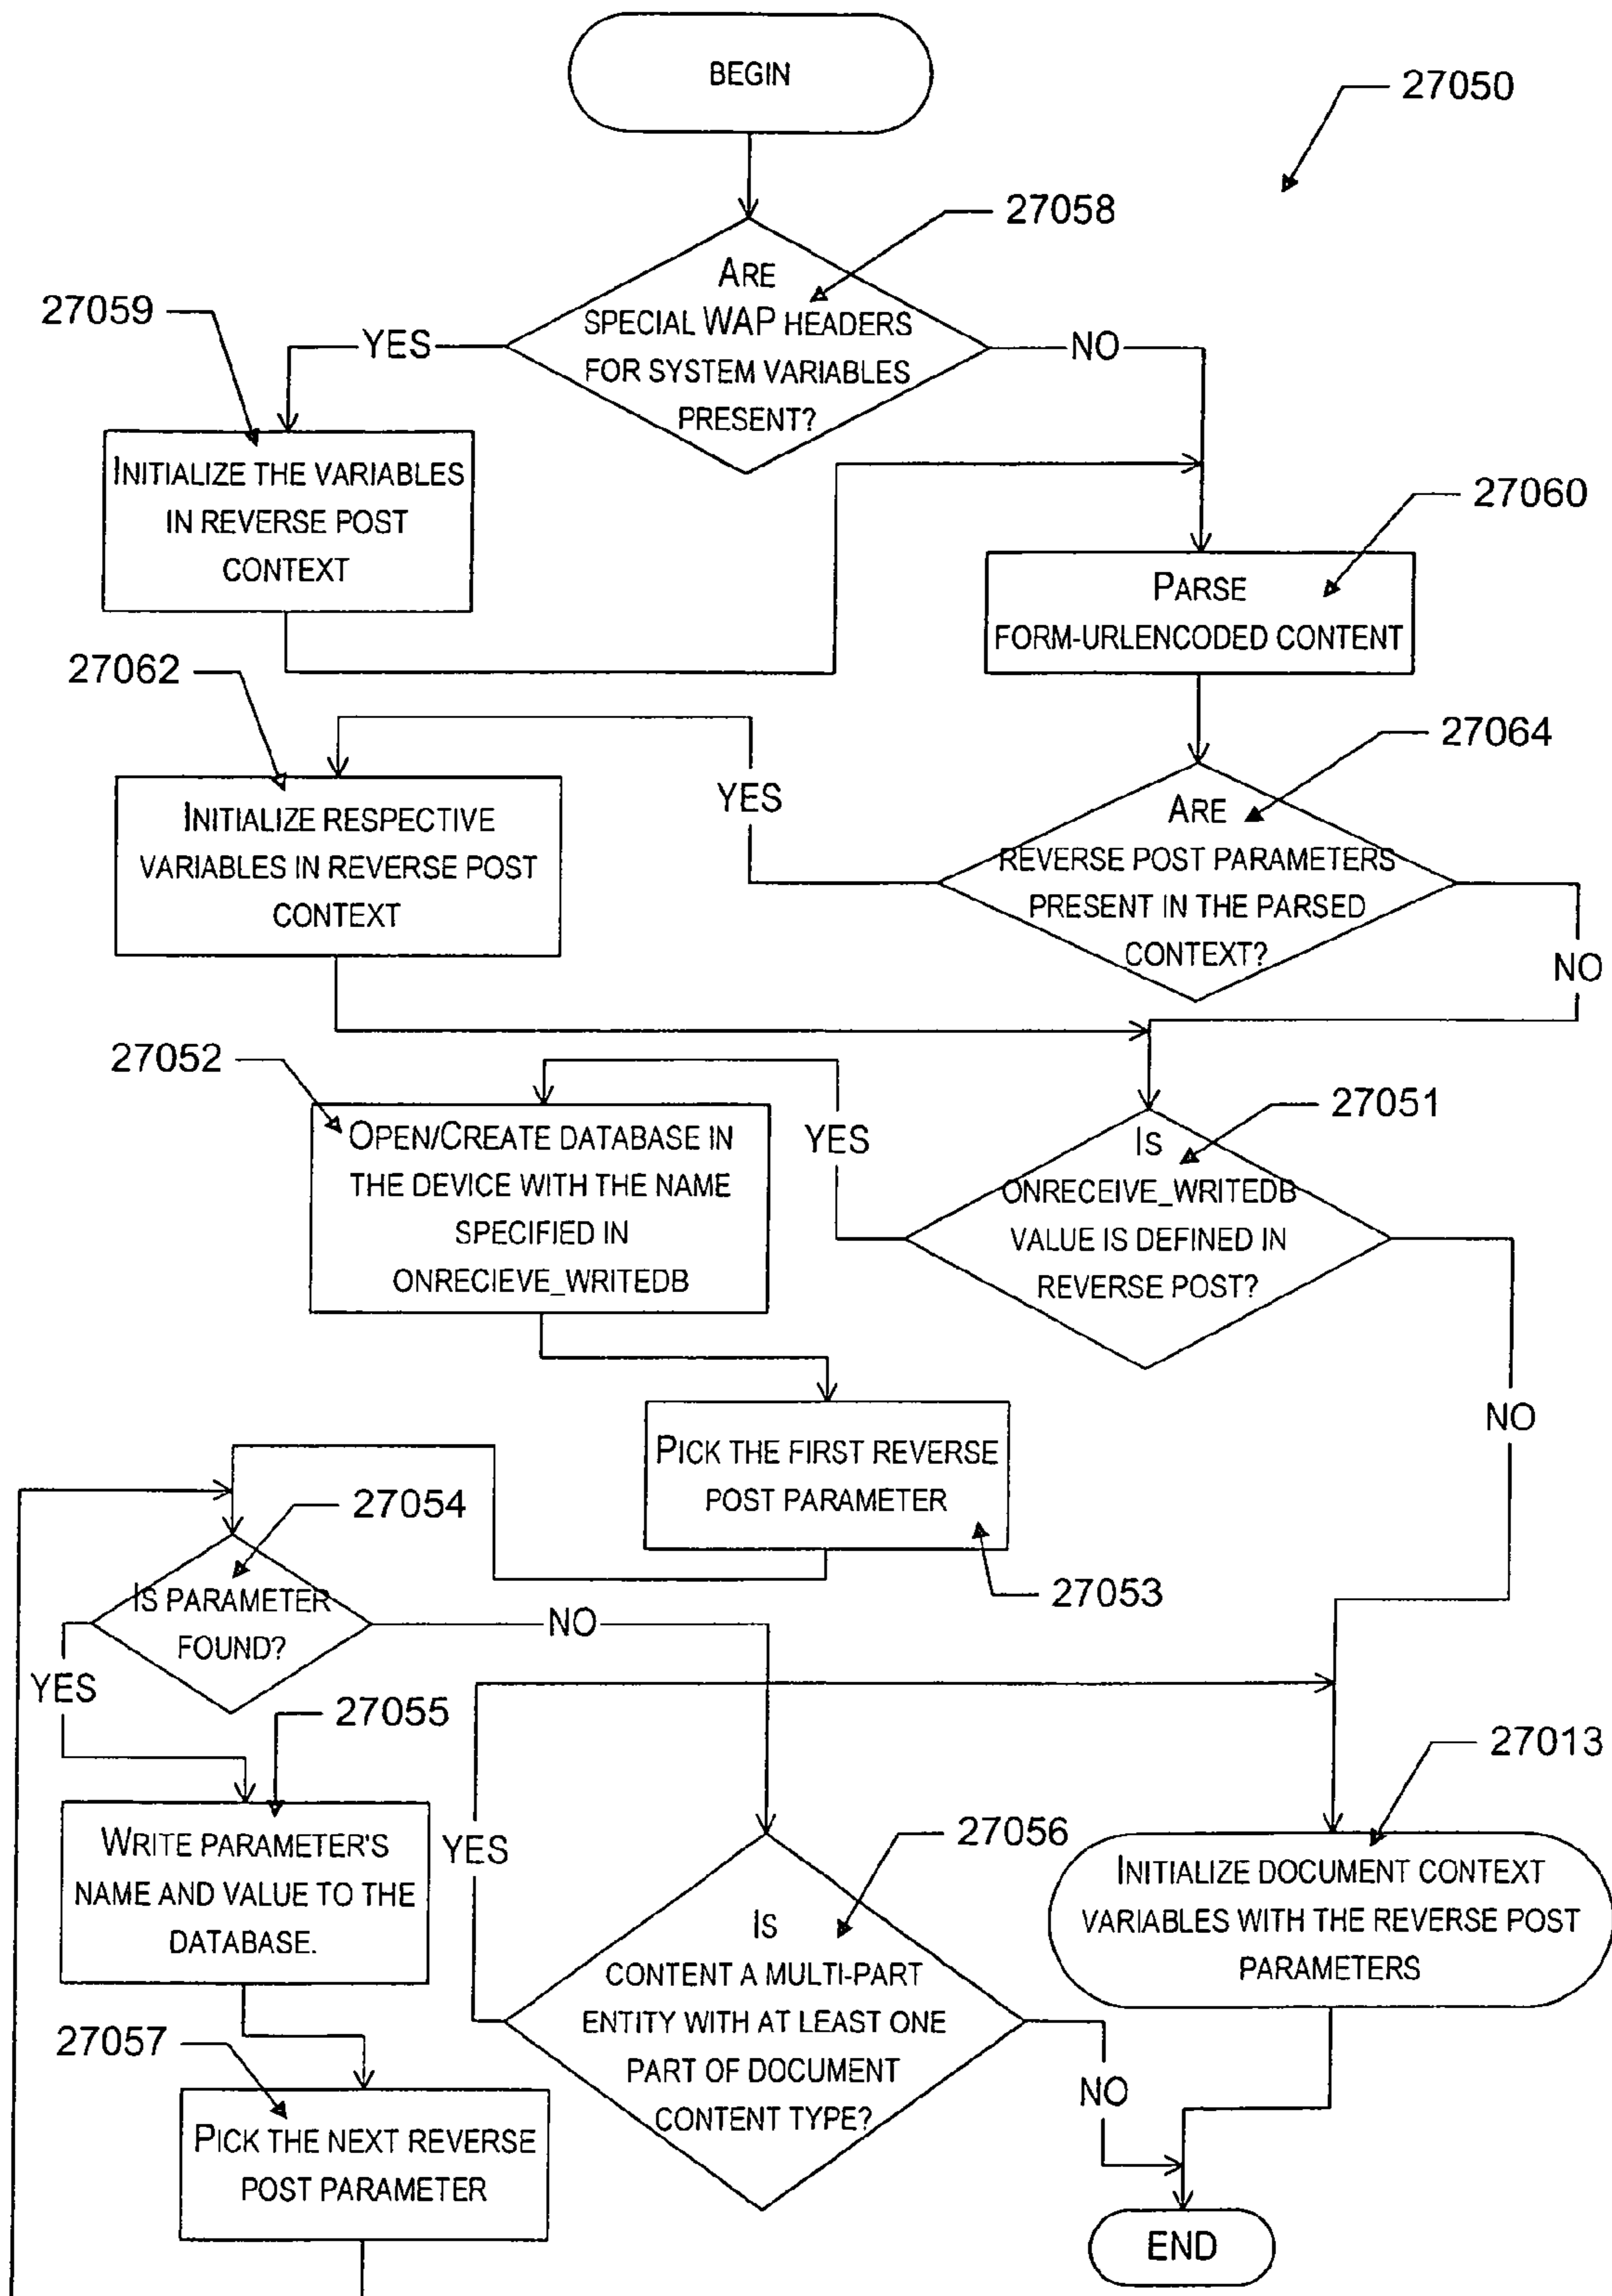 BEGIN
27050
27058
ARE
SPECIAL WAP HEADERS
FOR SYSTEM VARIABLES
PRESENT?
27059
YES
NO
INITIALIZE THE VARIABLES
IN REVERSE POST
CONTEXT
27060
PARSE
FORM-URLENCODED CONTENT
27062
27064
INITIALIZE RESPECTIVE
VARIABLES IN REVERSE POST
CONTEXT
YES
ARE
REVERSE POST PARAMETERS
PRESENT IN THE PARSED
CONTEXT?
NO
27052
27051
OPEN/CREATE DATABASE IN
THE DEVICE WITH THE NAME
SPECIFIED IN
ONRECIEVE_WRITEDB
YES
IS
ONRECEIVE_WRITEDB
VALUE IS DEFINED IN
REVERSE POST?
NO
PICK THE FIRST REVERSE
POST PARAMETER
27053
27054
IS PARAMETER
FOUND?
NO
YES
27055
27013
WRITE PARAMETER'S
NAME AND VALUE TO THE
DATABASE.
YES
27056
IS
CONTENT A MULTI-PART
ENTITY WITH AT LEAST ONE
PART OF DOCUMENT
CONTENT TYPE?
INITIALIZE DOCUMENT CONTEXT
VARIABLES WITH THE REVERSE POST
PARAMETERS
27057
NO
PICK THE NEXT REVERSE
POST PARAMETER
END